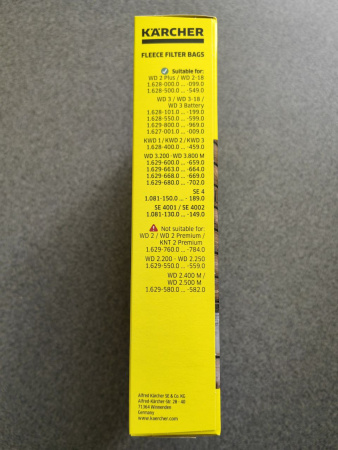 KÄRCHER
FLEECE FILTER BAGS
Suitable for:
WD 2 Plus / WD 2-18
1.628-000.0 ... -099.0
1.628-500.0 ... -549.0
WD 3 / WD 3-18 /
WD 3 Battery
1.628-101.0 ... -199.0
1.628-550.0 ... -599.0
1.629-800.0 ... -969.0
1.627-001.0 ... -009.0
KWD 1 / KWD 2 / KWD 3
1.628-400.0 ... -459.0
WD 3.200 - WD 3.800 M
1.629-600.0 ... -659.0
1.629-663.0 ... -664.0
1.629-668.0 ... -669.0
1.629-680.0 ... -702.0
SE 4
1.081-150.0 ... - 189.0
SE 4001 / SE 4002
1.081-130.0 ... -149.0
Not suitable for:
WD 2 / WD 2 Premium /
KNT 2 Premium
1.629-760.0 ... -784.0
WD 2.200 - WD 2.250
1.629-550.0 ... -559.0
WD 2.400 M /
WD 2.500 M
1.629-580.0 ... -582.0
Alfred Kärcher SE & Co. KG
Alfred-Kärcher-Str. 28 - 40
71364 Winnenden
Germany
www.karcher.com